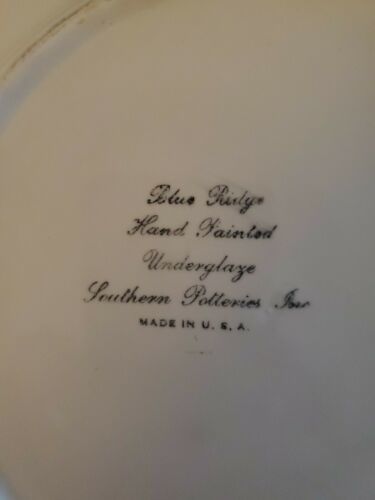 Blue Ridge
Hand Painted
Underglaze
Southern Potteries Inc
MADE IN U. S. A.